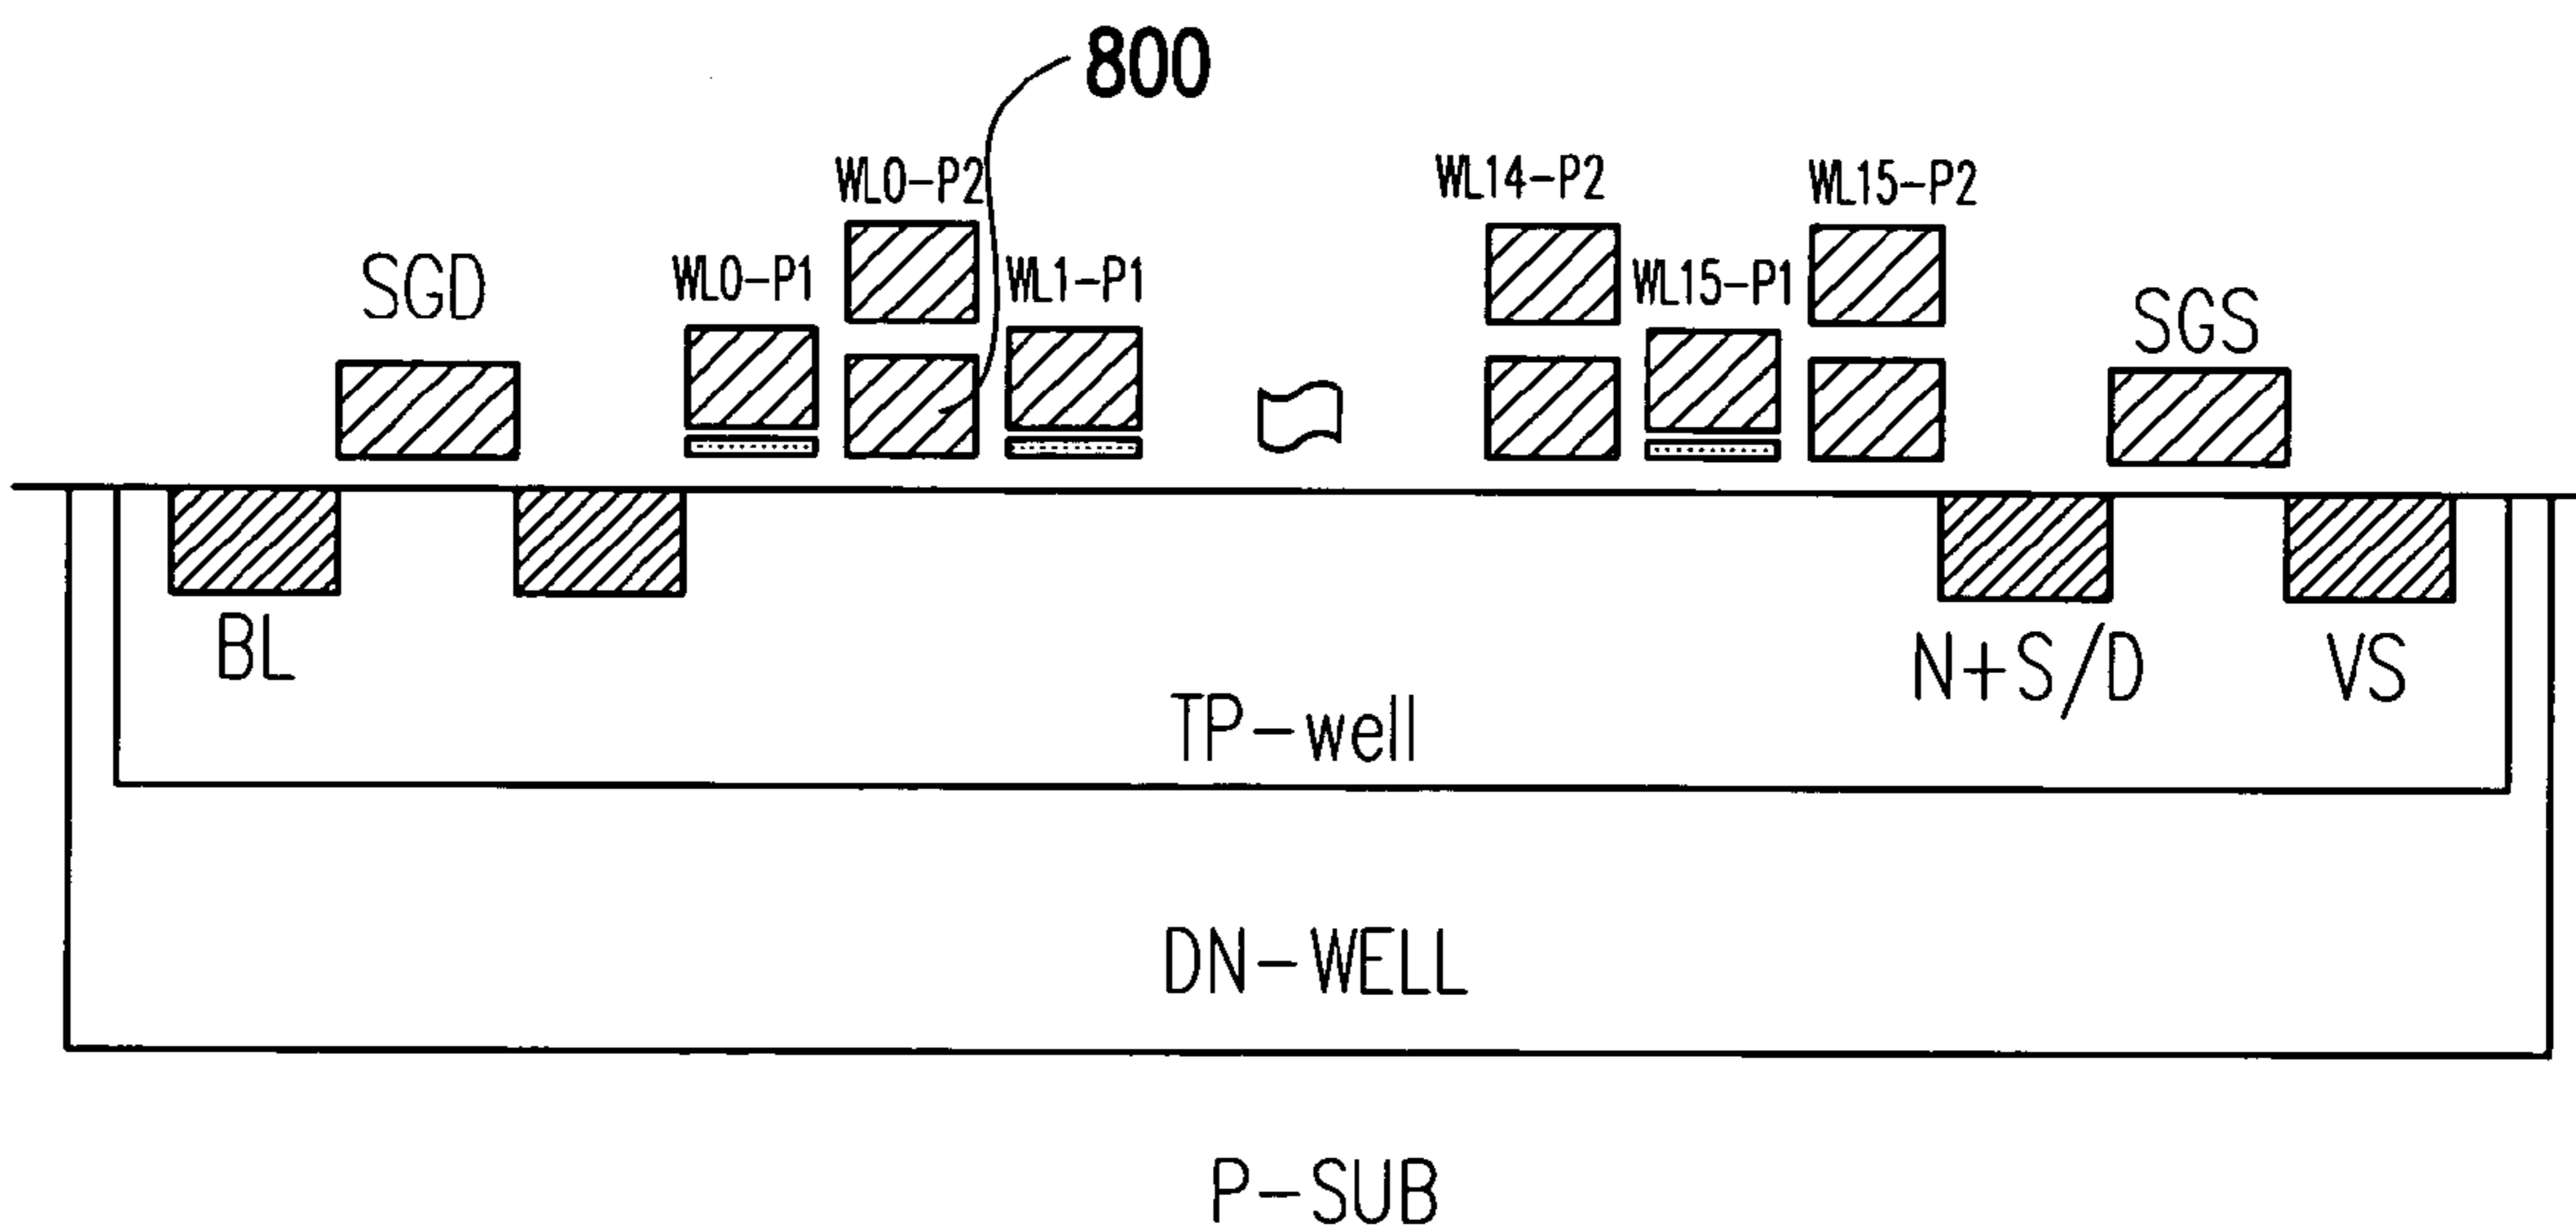 800
WL0-P2
WL14-P2
WL15-P2
SGD
WL0-P1
WL1-P1
WL15-P1
SGS
BL
N+S/D
VS
TP-well
DN-WELL
P-SUB